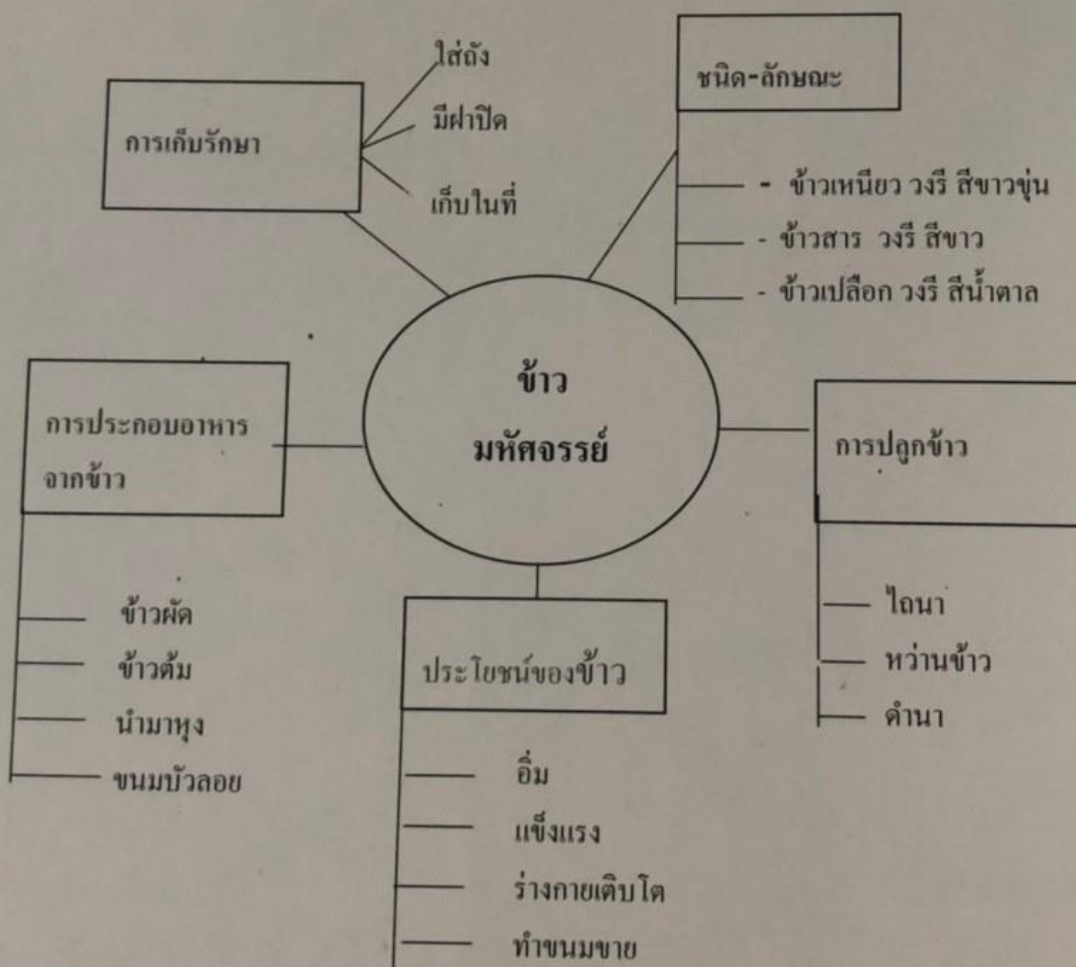 การเก็บรักษา
ใส่ถัง
มีฝาปิด
เก็บในที่
ชนิด-ลักษณะ
- ข้าวเหนียว วงรี สีขาวขุ่น
- ข้าวสาร วงรี สีขาว
- ข้าวเปลือก วงรี สีน้ำตาล
ข้าว
มหัศจรรย์
การประกอบอาหาร
จากข้าว
ข้าวผัด
ข้าวต้ม
นำมาหุง
ขนมบัวลอย
ประโยชน์ของข้าว
อิ่ม
แข็งแรง
ร่างกายเติบโต
ทำขนมขาย
การปลูกข้าว
ไถนา
หว่านข้าว
ดำนา